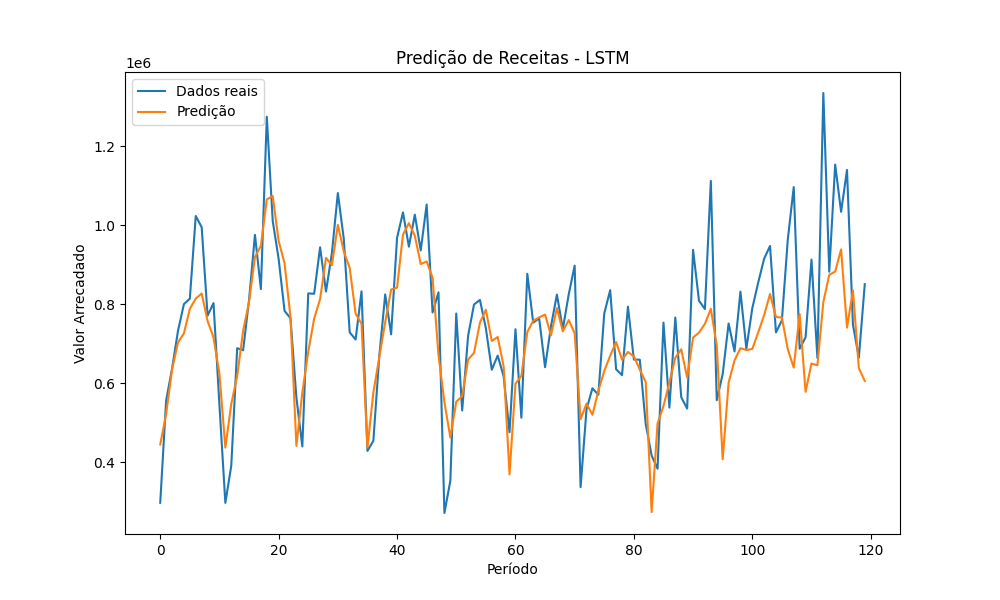 Predição de Receitas - LSTM
1e6
Dados reais
Predição
1.2
1.0
0.8
0.6
0.4
Valor Arrecadado
0 20 40 60 80 100 120
Período